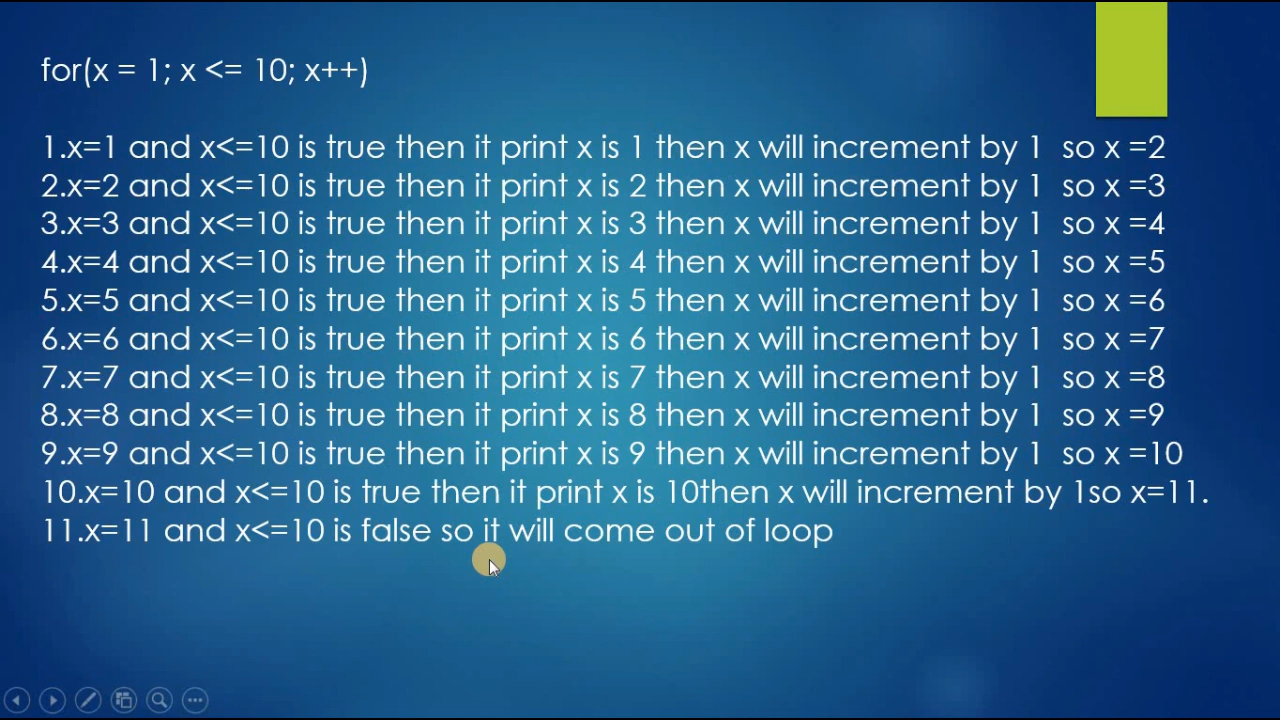 for(x = 1; x <= 10; x++)
1.x=1 and x<=10 is true then it print x is 1 then x will increment by 1  so x =2
2.x=2 and x<=10 is true then it print x is 2 then x will increment by 1  so x =3
3.x=3 and x<=10 is true then it print x is 3 then x will increment by 1  so x =4
4.x=4 and x<=10 is true then it print x is 4 then x will increment by 1  so x =5
5.x=5 and x<=10 is true then it print x is 5 then x will increment by 1  so x =6
6.x=6 and x<=10 is true then it print x is 6 then x will increment by 1  so x =7
7.x=7 and x<=10 is true then it print x is 7 then x will increment by 1  so x =8
8.x=8 and x<=10 is true then it print x is 8 then x will increment by 1  so x =9
9.x=9 and x<=10 is true then it print x is 9 then x will increment by 1  so x =10
10.x=10 and x<=10 is true then it print x is 10then x will increment by 1so x=11.
11.x=11 and x<=10 is false so it will come out of loop